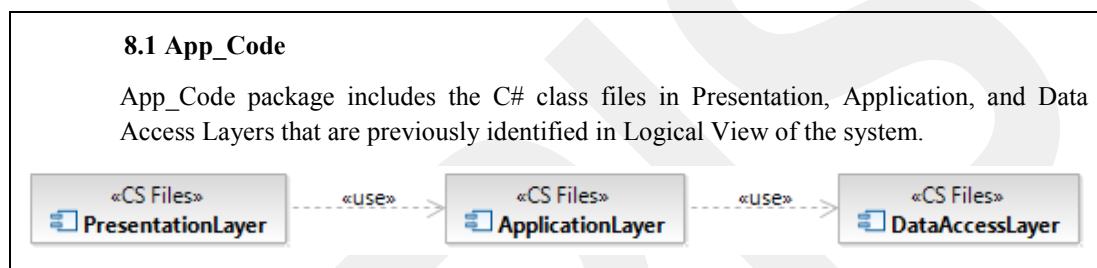 8.1 App_Code
App_Code package includes the C# class files in Presentation, Application, and Data
Access Layers that are previously identified in Logical View of the system.
«CS Files» «use» «CS Files» «use» «CS Files»
PresentationLayer ApplicationLayer DataAccessLayer